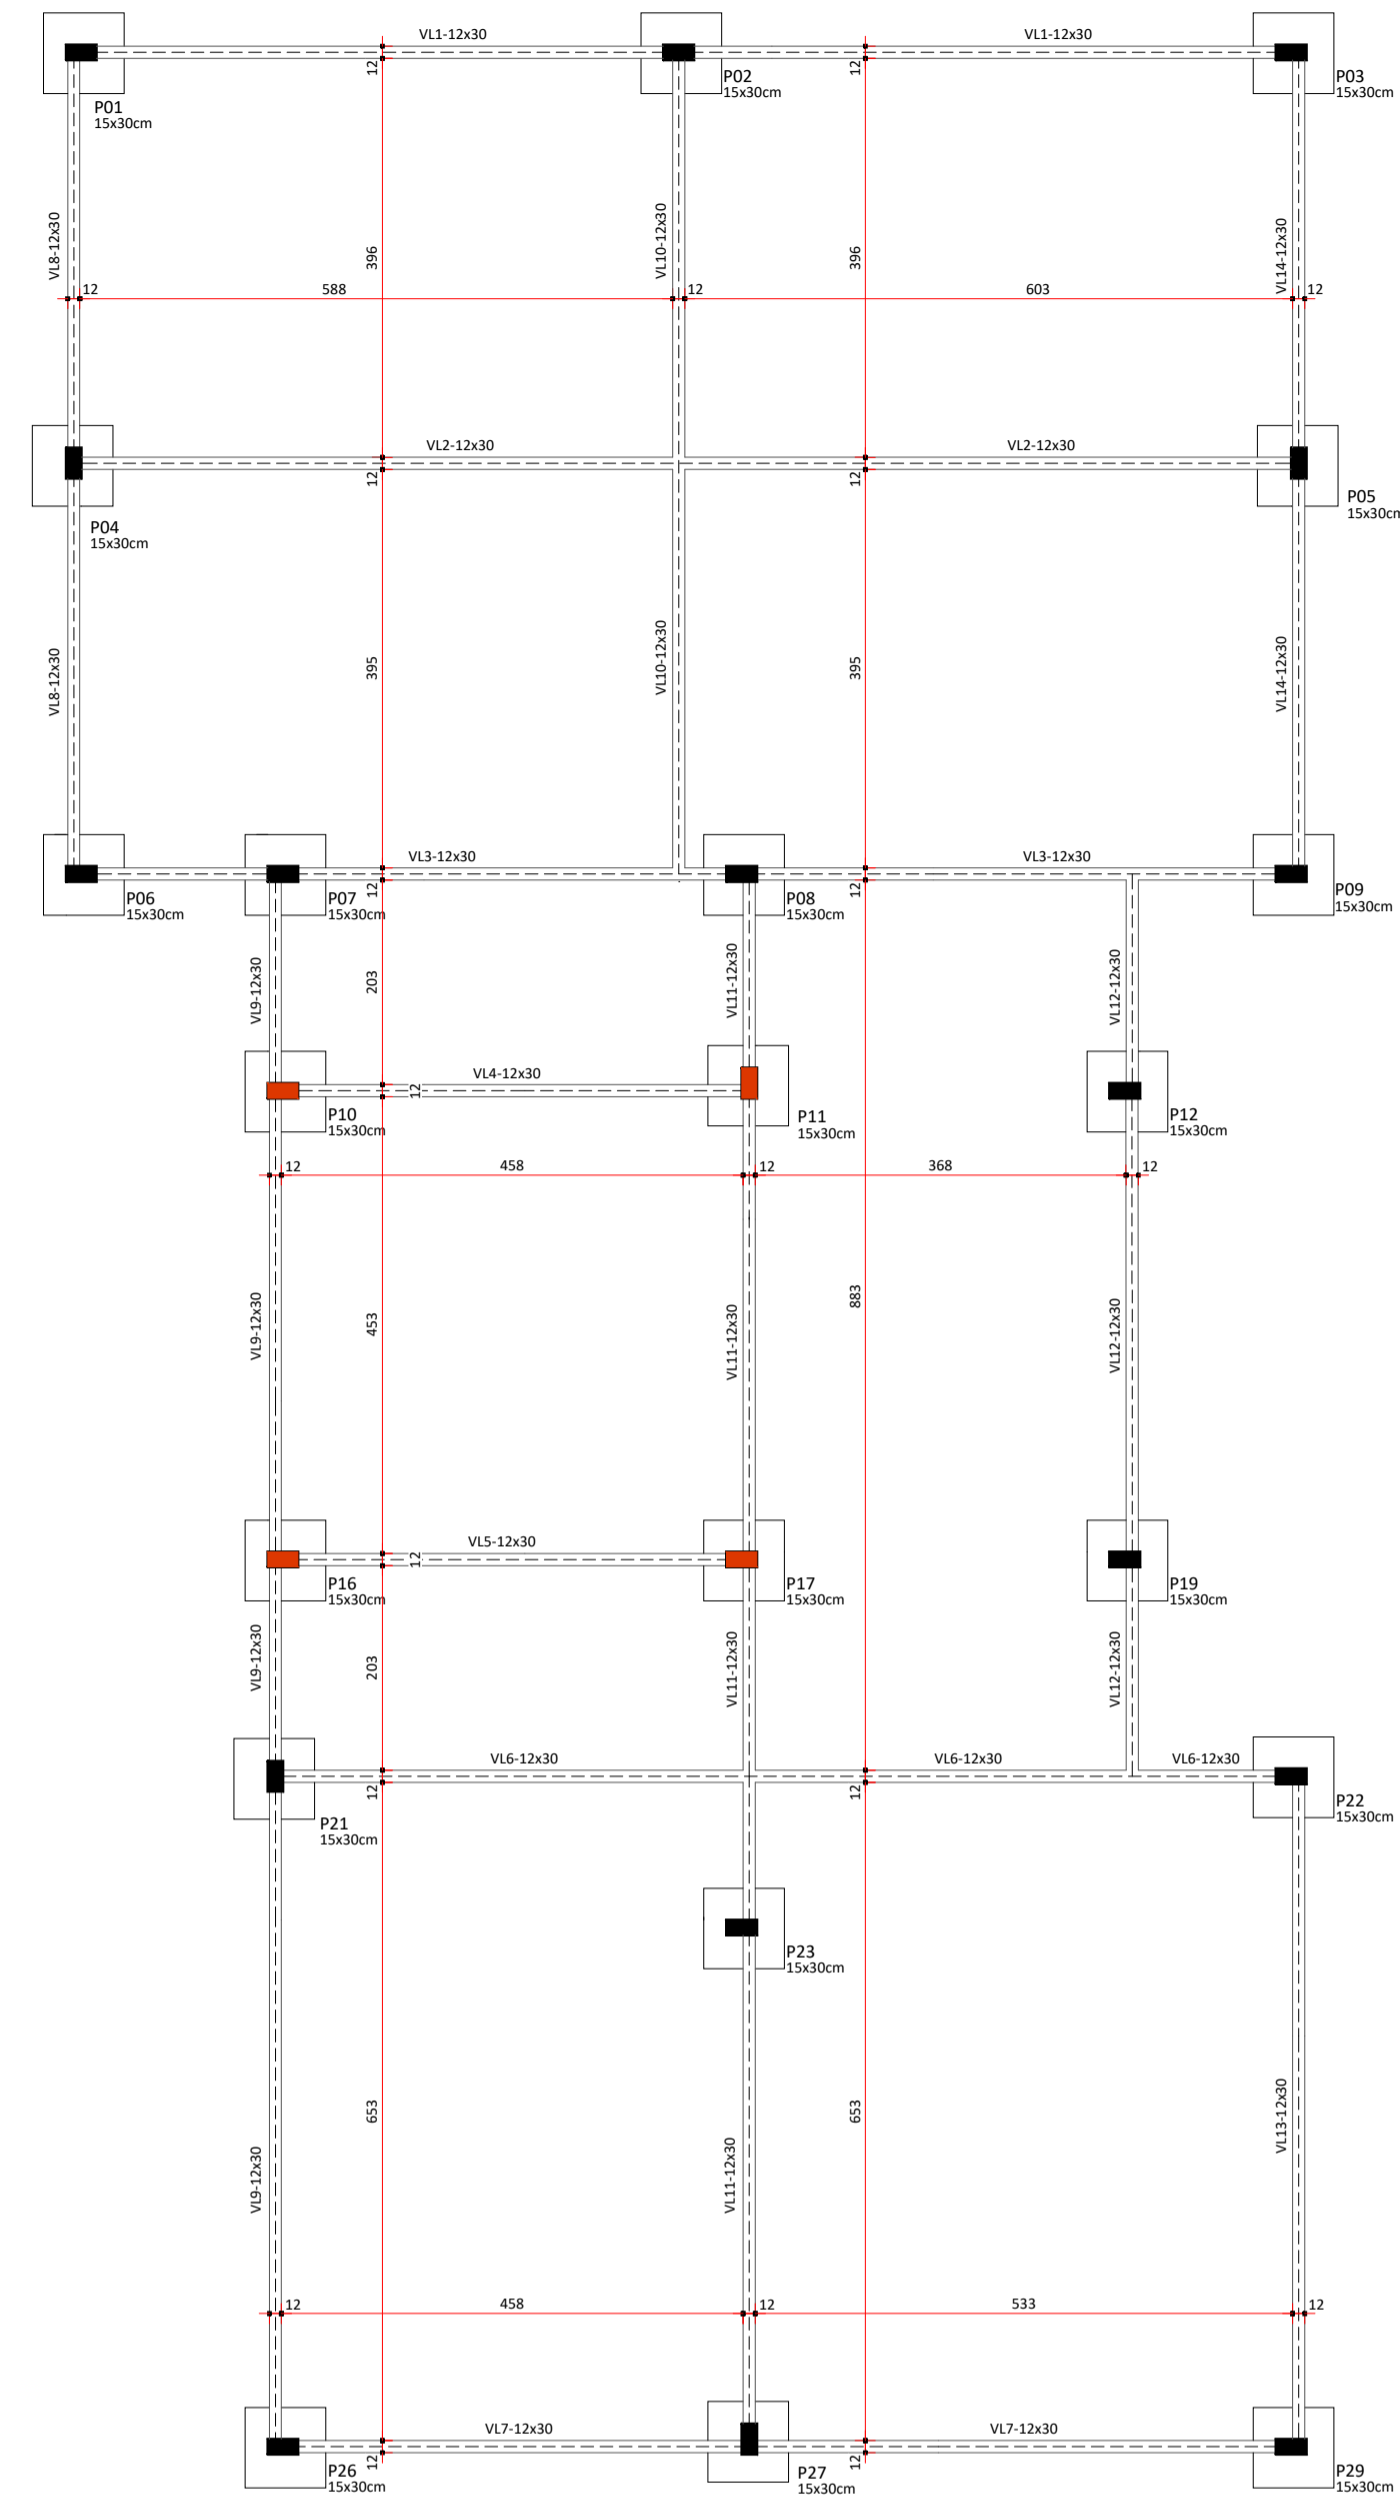 VL1-12x30
VL1-12x30
12
12
P01
15x30cm
P02
15x30cm
P03
15x30cm
VL8-12x30
396
VL10-12x30
396
VL14-12x30
12
588
12
603
12
VL2-12x30
VL2-12x30
12
12
P04
15x30cm
P05
15x30cm
VL8-12x30
395
VL10-12x30
395
VL14-12x30
VL3-12x30
VL3-12x30
12
12
P06
15x30cm
P07
15x30cm
P08
15x30cm
P09
15x30cm
VL9-12x30
203
VL11-12x30
VL12-12x30
VL4-12x30
12
P10
15x30cm
P11
15x30cm
P12
15x30cm
12
458
12
368
12
VL9-12x30
453
VL11-12x30
883
VL12-12x30
VL5-12x30
12
P16
15x30cm
P17
15x30cm
P19
15x30cm
VL9-12x30
203
VL11-12x30
VL12-12x30
VL6-12x30
VL6-12x30
VL6-12x30
12
12
P21
15x30cm
P22
15x30cm
P23
15x30cm
VL9-12x30
653
VL11-12x30
653
VL13-12x30
12
458
12
533
12
VL7-12x30
VL7-12x30
12
12
P26
15x30cm
P27
15x30cm
P29
15x30cm